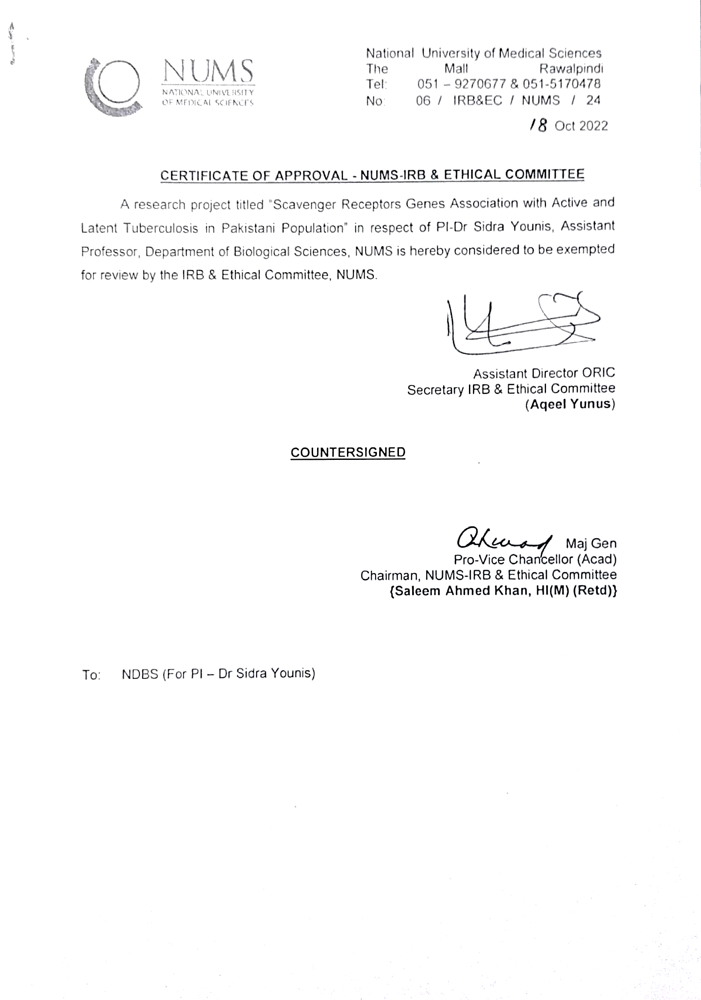 NUMS
NATIONAL UNIVERSITY
OF MEDICAL SCIENCES
National University of Medical Sciences
The Mall Rawalpindi
Tel: 051 – 9270677 & 051-5170478
No: 06 / IRB&EC / NUMS / 24
18 Oct 2022
CERTIFICATE OF APPROVAL - NUMS-IRB & ETHICAL COMMITTEE
A research project titled "Scavenger Receptors Genes Association with Active and
Latent Tuberculosis in Pakistani Population" in respect of PI-Dr Sidra Younis, Assistant
Professor, Department of Biological Sciences, NUMS is hereby considered to be exempted
for review by the IRB & Ethical Committee, NUMS.
Assistant Director ORIC
Secretary IRB & Ethical Committee
(Aqeel Yunus)
COUNTERSIGNED
Maj Gen
Pro-Vice Chancellor (Acad)
Chairman, NUMS-IRB & Ethical Committee
{Saleem Ahmed Khan, HI(M) (Retd)}
To: NDBS (For PI – Dr Sidra Younis)